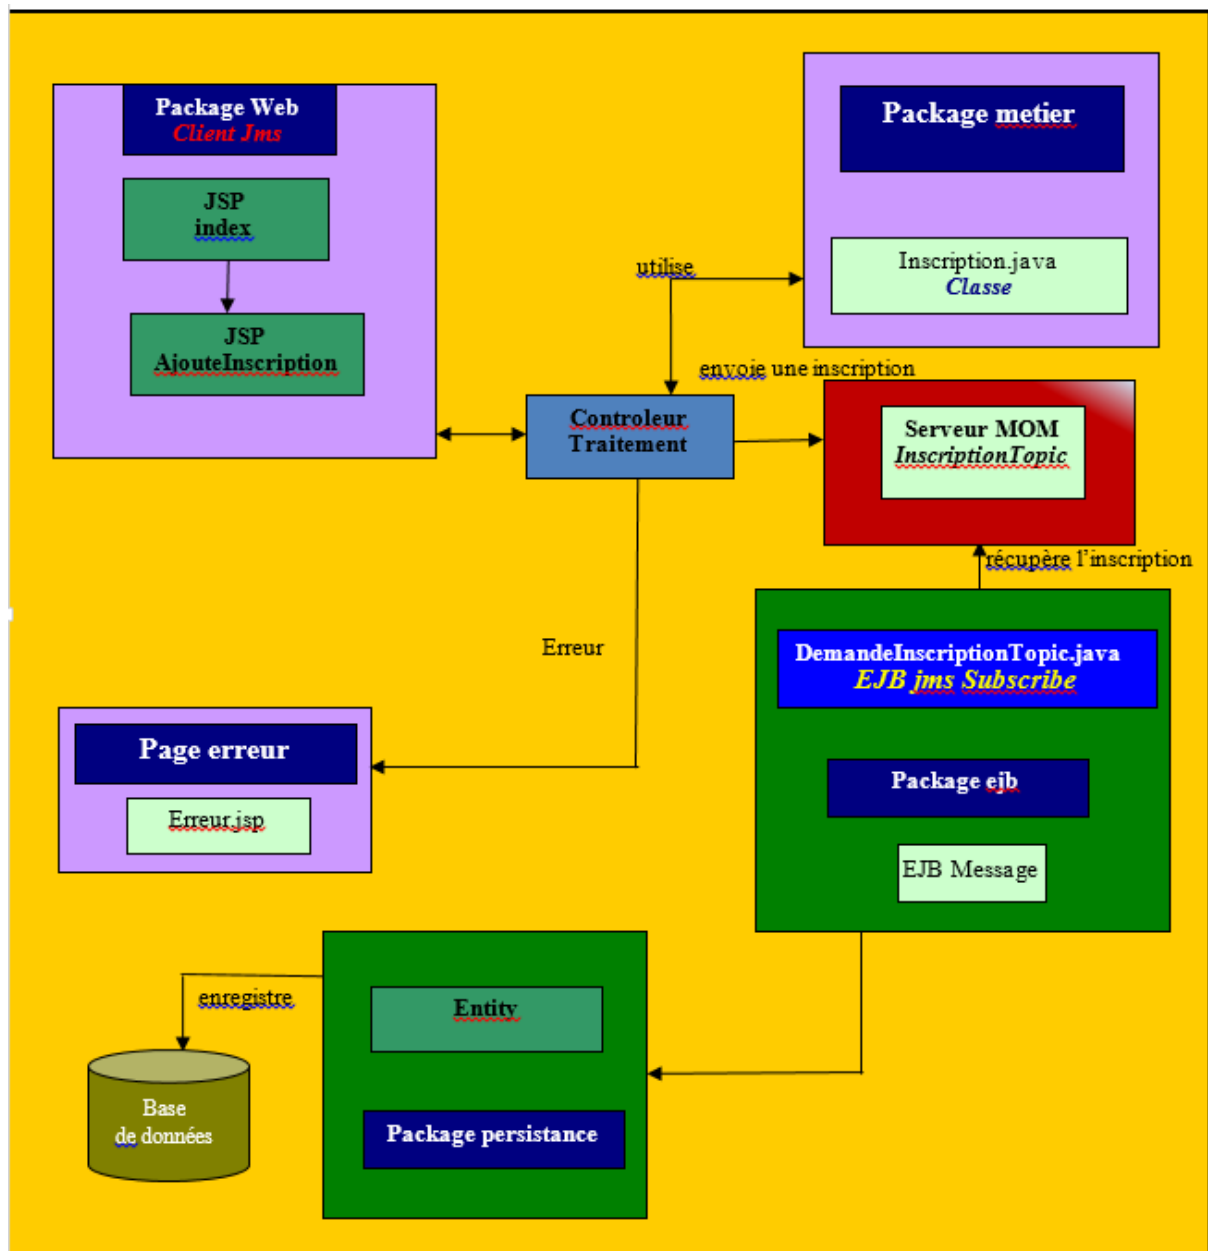 Package Web
Client Jms
JSP
index
JSP
AjouteInscription
Package metier
Inscription.java
Classe
utilise
envoie une inscription
Controleur
Traitement
Serveur MOM
InscriptionTopic
récupère l'inscription
Erreur
DemandeInscriptionTopic.java
EJB jms Subscribe
Package ejb
EJB Message
Page erreur
Erreur.jsp
enregistre
Entity
Package persistance
Base
de données